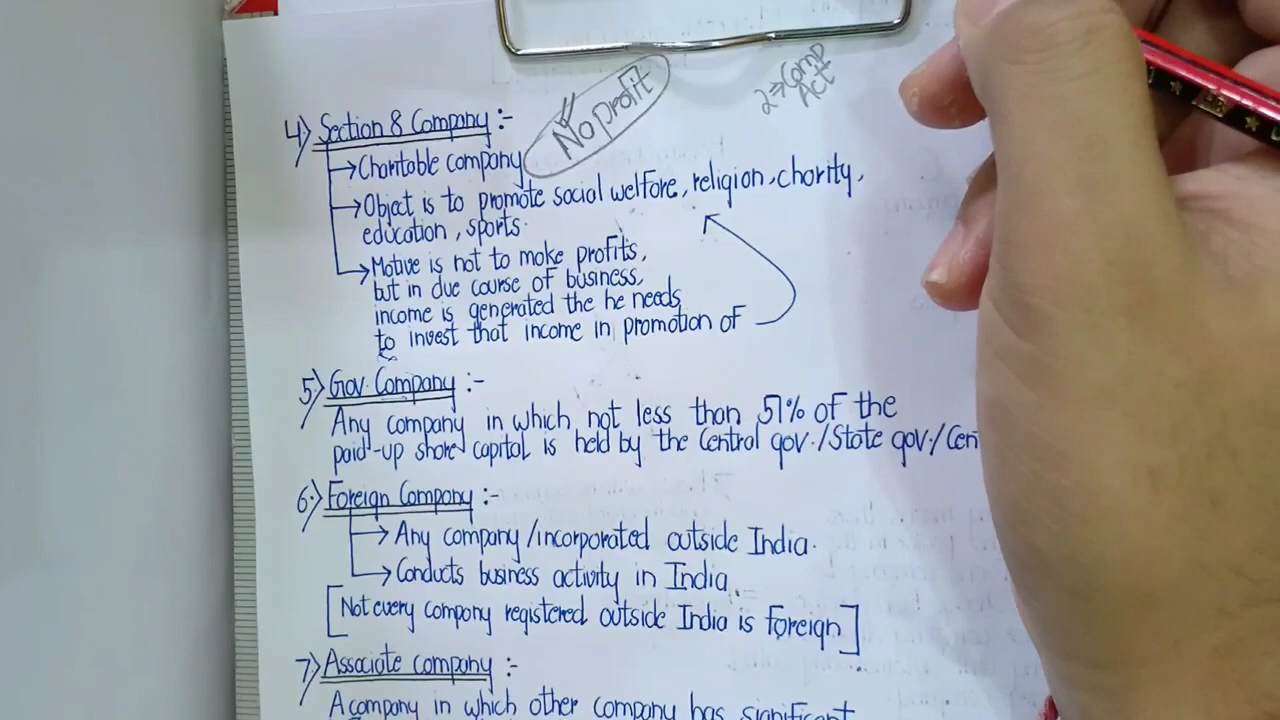 No profit
2⇒Comp
Act
4) Section 8 Company :-
→Charitable company
→Object is to promote social welfare, religion, charity,
education, sports.
→Motive is not to make profits,
but in due course of business,
income is generated the he needs
to invest that income in promotion of
5) Gov. Company :-
Any company in which not less than 51% of the
paid-up share capital is held by the Central gov./State gov./Cen
6) Foreign Company :-
→ Any company/incorporated outside India.
→ Conducts business activity in India.
[Not every company registered outside India is foreign]
7) Associate company :-
A company in which other company has significant